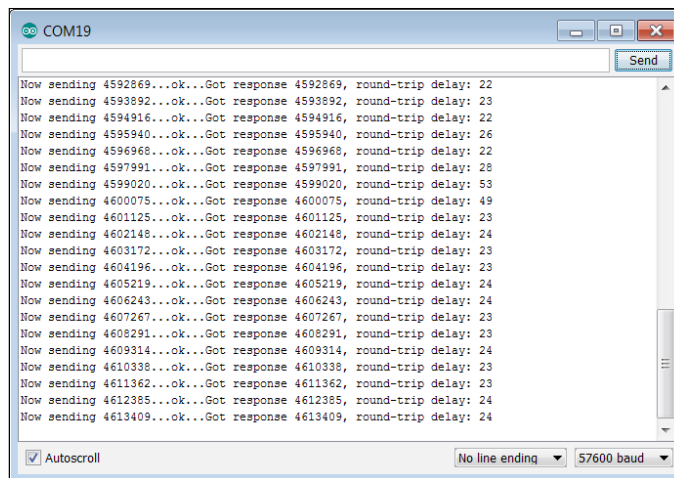 COM19
Send
Now sending 4592869...ok...Got response 4592869, round-trip delay: 22
Now sending 4593892...ok...Got response 4593892, round-trip delay: 23
Now sending 4594916...ok...Got response 4594916, round-trip delay: 22
Now sending 4595940...ok...Got response 4595940, round-trip delay: 26
Now sending 4596968...ok...Got response 4596968, round-trip delay: 22
Now sending 4597991...ok...Got response 4597991, round-trip delay: 28
Now sending 4599020...ok...Got response 4599020, round-trip delay: 53
Now sending 4600075...ok...Got response 4600075, round-trip delay: 49
Now sending 4601125...ok...Got response 4601125, round-trip delay: 23
Now sending 4602148...ok...Got response 4602148, round-trip delay: 24
Now sending 4603172...ok...Got response 4603172, round-trip delay: 23
Now sending 4604196...ok...Got response 4604196, round-trip delay: 23
Now sending 4605219...ok...Got response 4605219, round-trip delay: 24
Now sending 4606243...ok...Got response 4606243, round-trip delay: 24
Now sending 4607267...ok...Got response 4607267, round-trip delay: 23
Now sending 4608291...ok...Got response 4608291, round-trip delay: 23
Now sending 4609314...ok...Got response 4609314, round-trip delay: 24
Now sending 4610338...ok...Got response 4610338, round-trip delay: 23
Now sending 4611362...ok...Got response 4611362, round-trip delay: 23
Now sending 4612385...ok...Got response 4612385, round-trip delay: 24
Now sending 4613409...ok...Got response 4613409, round-trip delay: 24
Autoscroll
No line ending
57600 baud